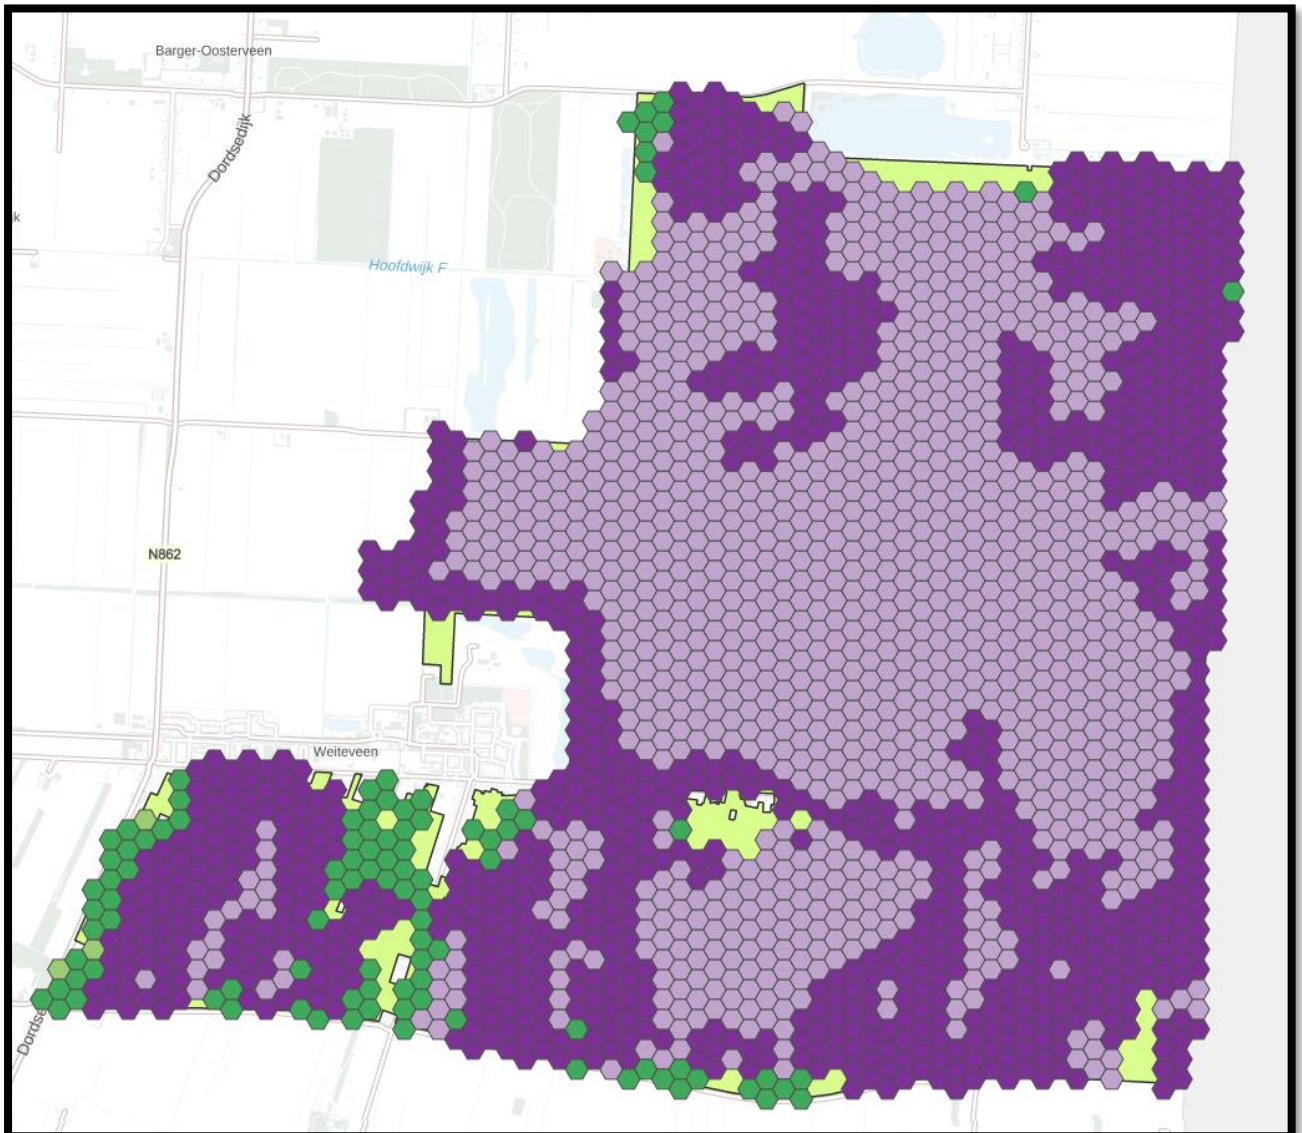 Barger-Oosterveen
Dordsedijk
k
Hoofdwijk F
N862
Weiteveen
Dordse